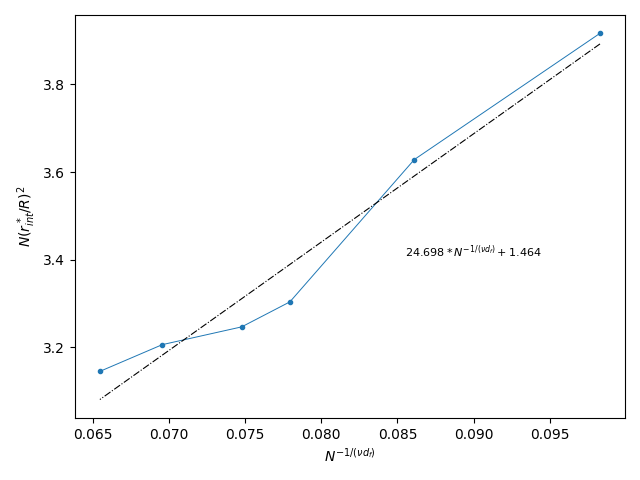 3.8
3.6
3.4
3.2
N(r*int/R)²
24.698 * N^{-1/(νd_f)} + 1.464
0.065 0.070 0.075 0.080 0.085 0.090 0.095
N^{-1/(νd_f)}